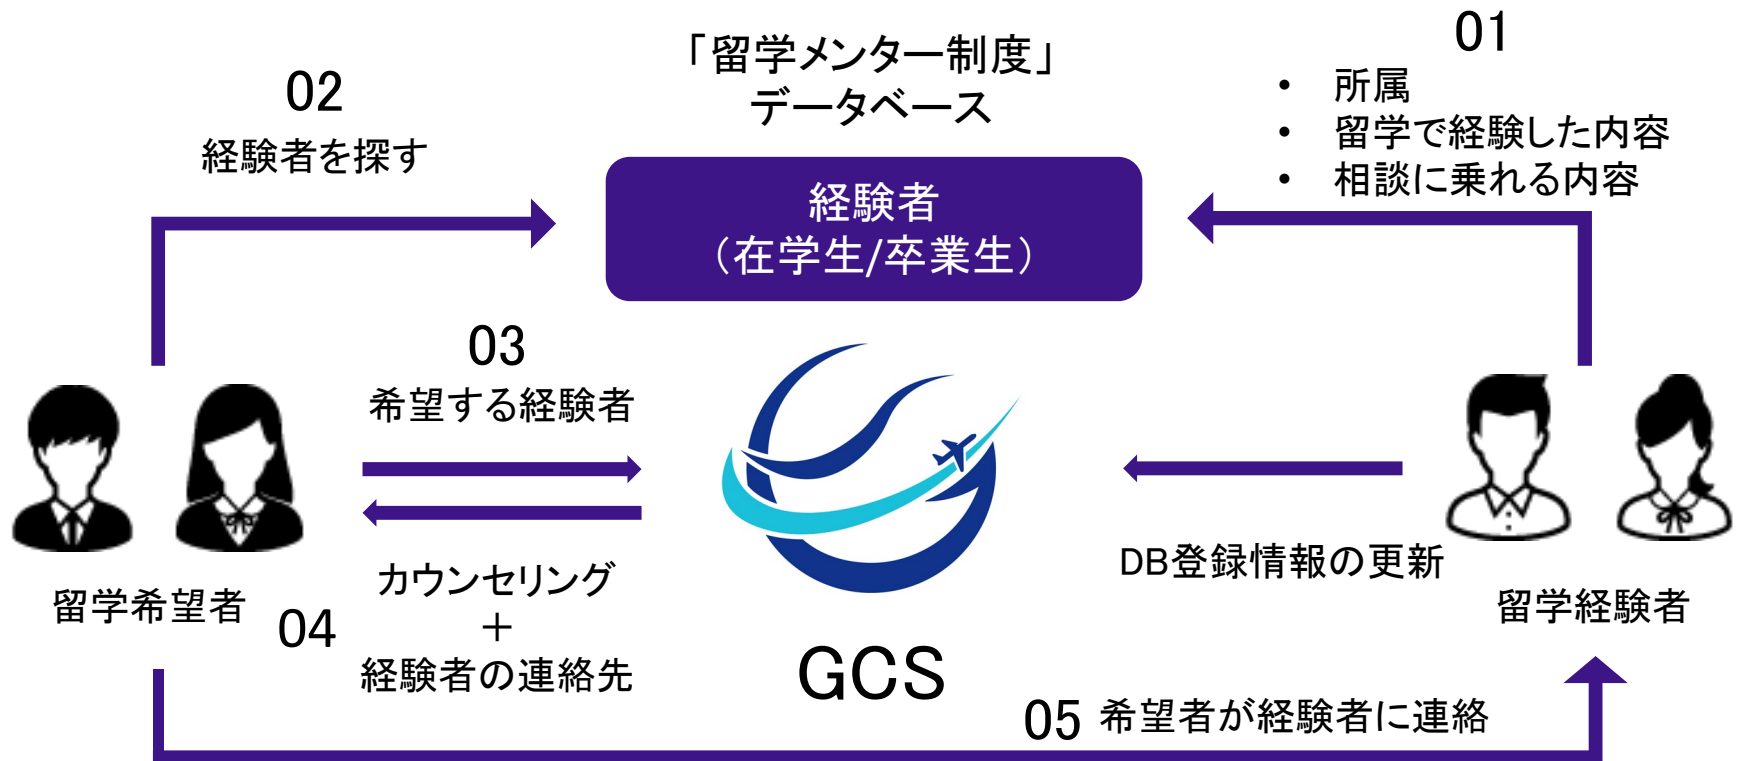 「留学メンター制度」
データベース
01
• 所属
• 留学で経験した内容
• 相談に乗れる内容
02
経験者を探す
経験者
（在学生/卒業生）
03
希望する経験者
カウンセリング
＋
経験者の連絡先
04
留学希望者
GCS
DB登録情報の更新
留学経験者
05 希望者が経験者に連絡